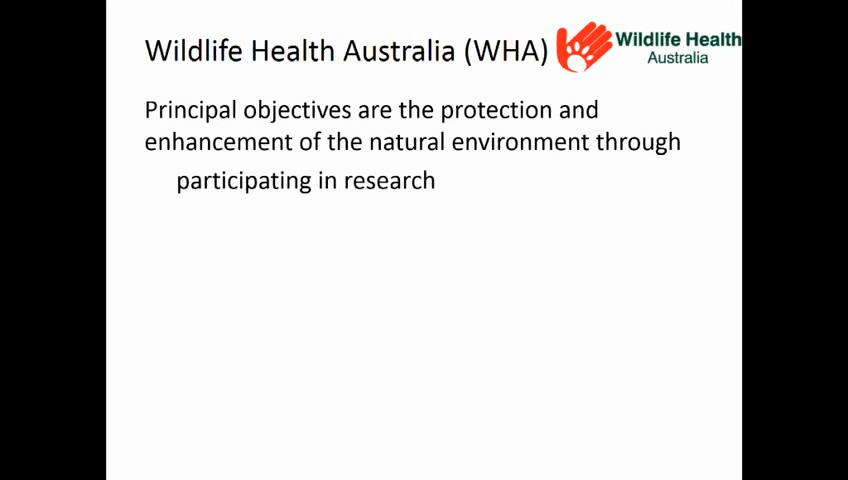 Wildlife Health Australia (WHA)
Wildlife Health
Australia
Principal objectives are the protection and
enhancement of the natural environment through
participating in research